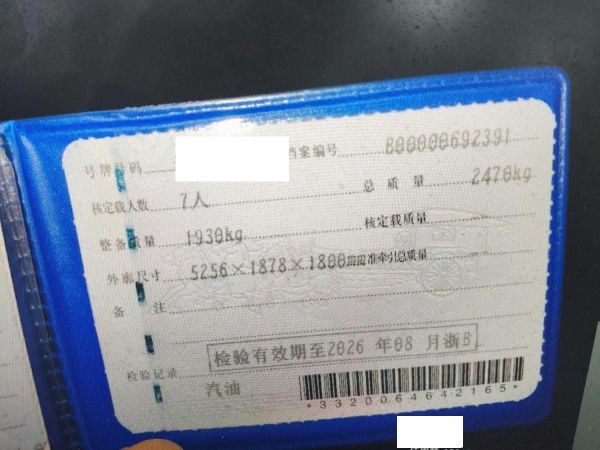 号牌号码 档案编号 B00000692391
核定载人数 7人 总质量 2470kg
整备质量 1930kg 核定载质量
外廓尺寸 5256×1878×1800mm 准牵引总质量
备注
检验有效期至2026年08月浙B
检验记录
汽油
*3320064642165*